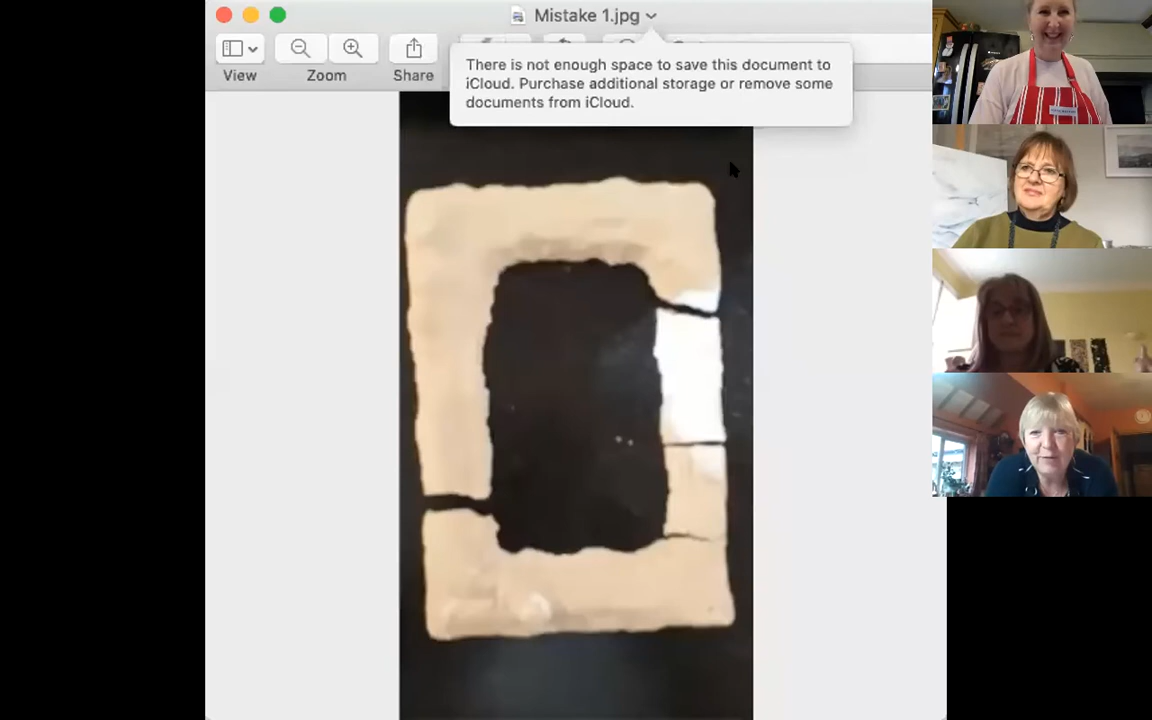 Mistake 1.jpg
There is not enough space to save this document to
iCloud. Purchase additional storage or remove some
documents from iCloud.
View
Zoom
Share